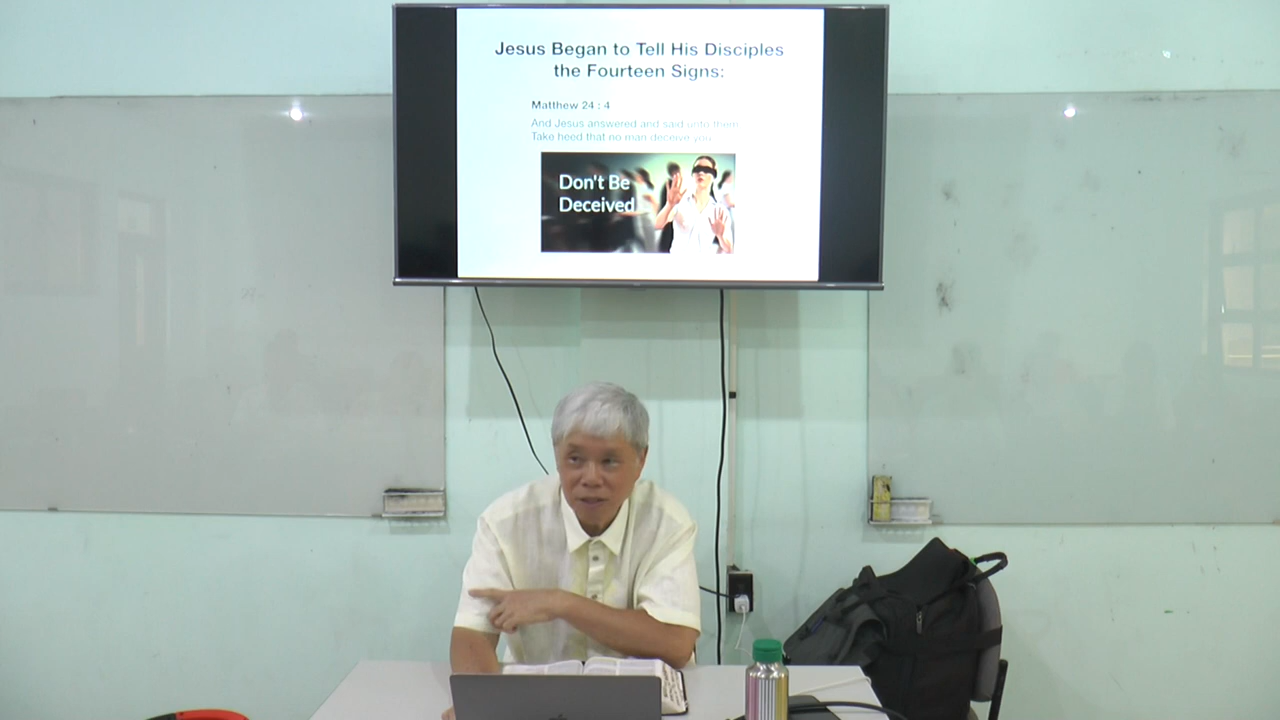 Jesus Began to Tell His Disciples
the Fourteen Signs:
Matthew 24 : 4
And Jesus answered and said unto them,
Take heed that no man deceive you.
Don't Be
Deceived